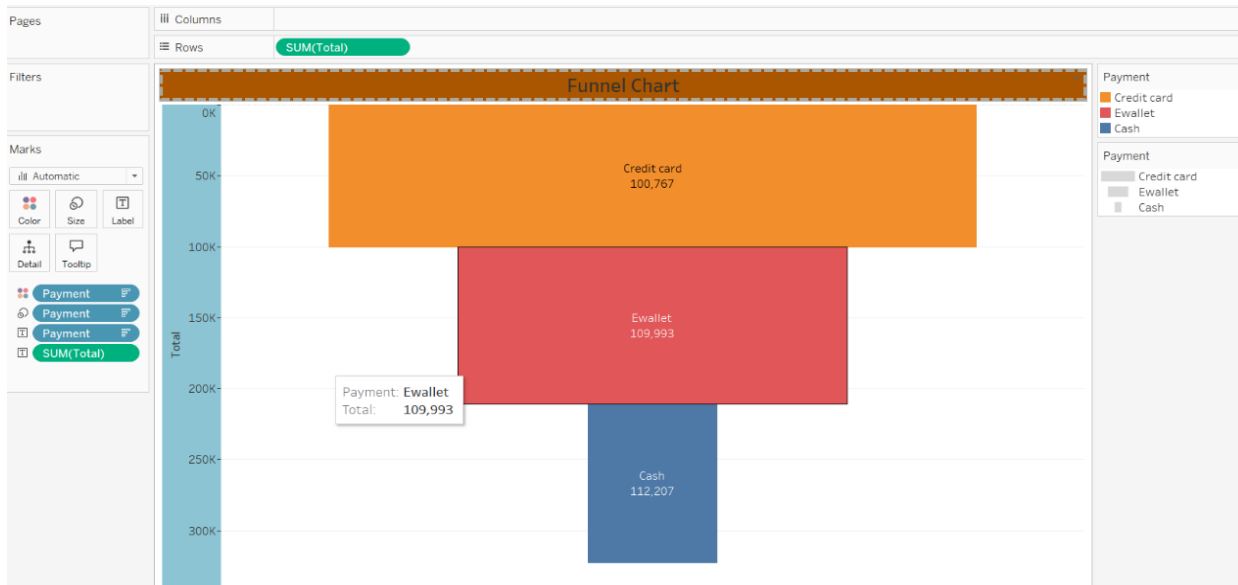 Pages
Columns
Rows
SUM(Total)
Filters
Marks
Automatic
Color
Size
Label
Detail
Tooltip
Payment
Payment
Payment
SUM(Total)
Funnel Chart
Total
0K
50K
100K
150K
200K
250K
300K
Credit card
100,767
Ewallet
109,993
Payment: Ewallet
Total: 109,993
Cash
112,207
Payment
Credit card
Ewallet
Cash
Payment
Credit card
Ewallet
Cash